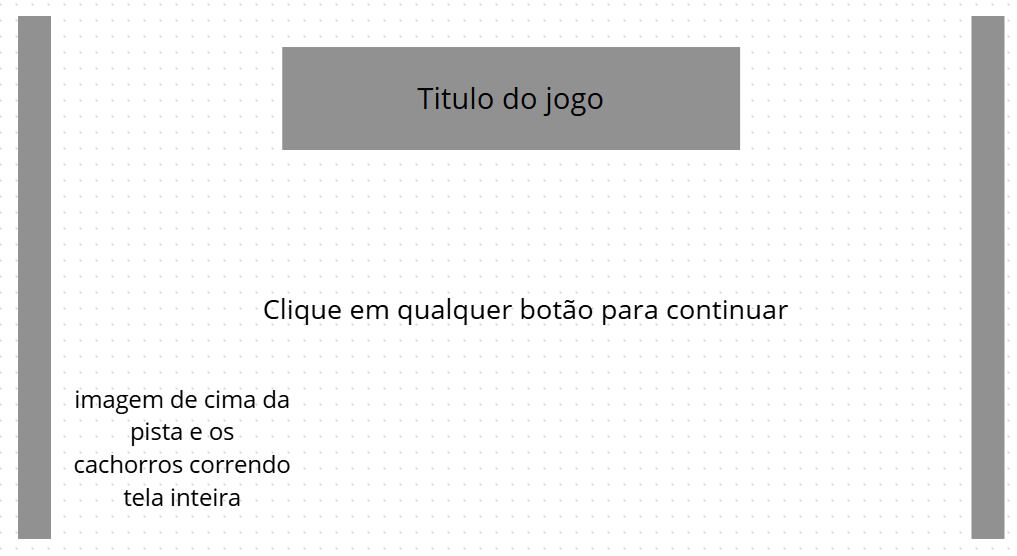 Titulo do jogo
Clique em qualquer botão para continuar
imagem de cima da
pista e os
cachorros correndo
tela inteira